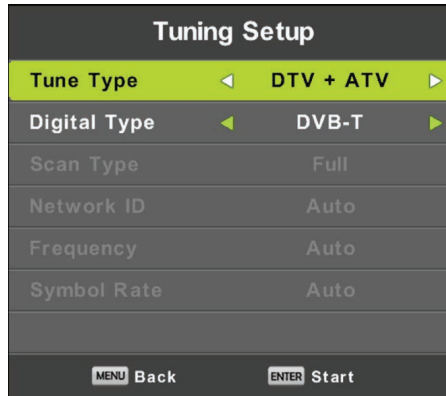 Tuning Setup
Tune Type DTV + ATV
Digital Type DVB-T
Scan Type Full
Network ID Auto
Frequency Auto
Symbol Rate Auto
MENU Back ENTER Start